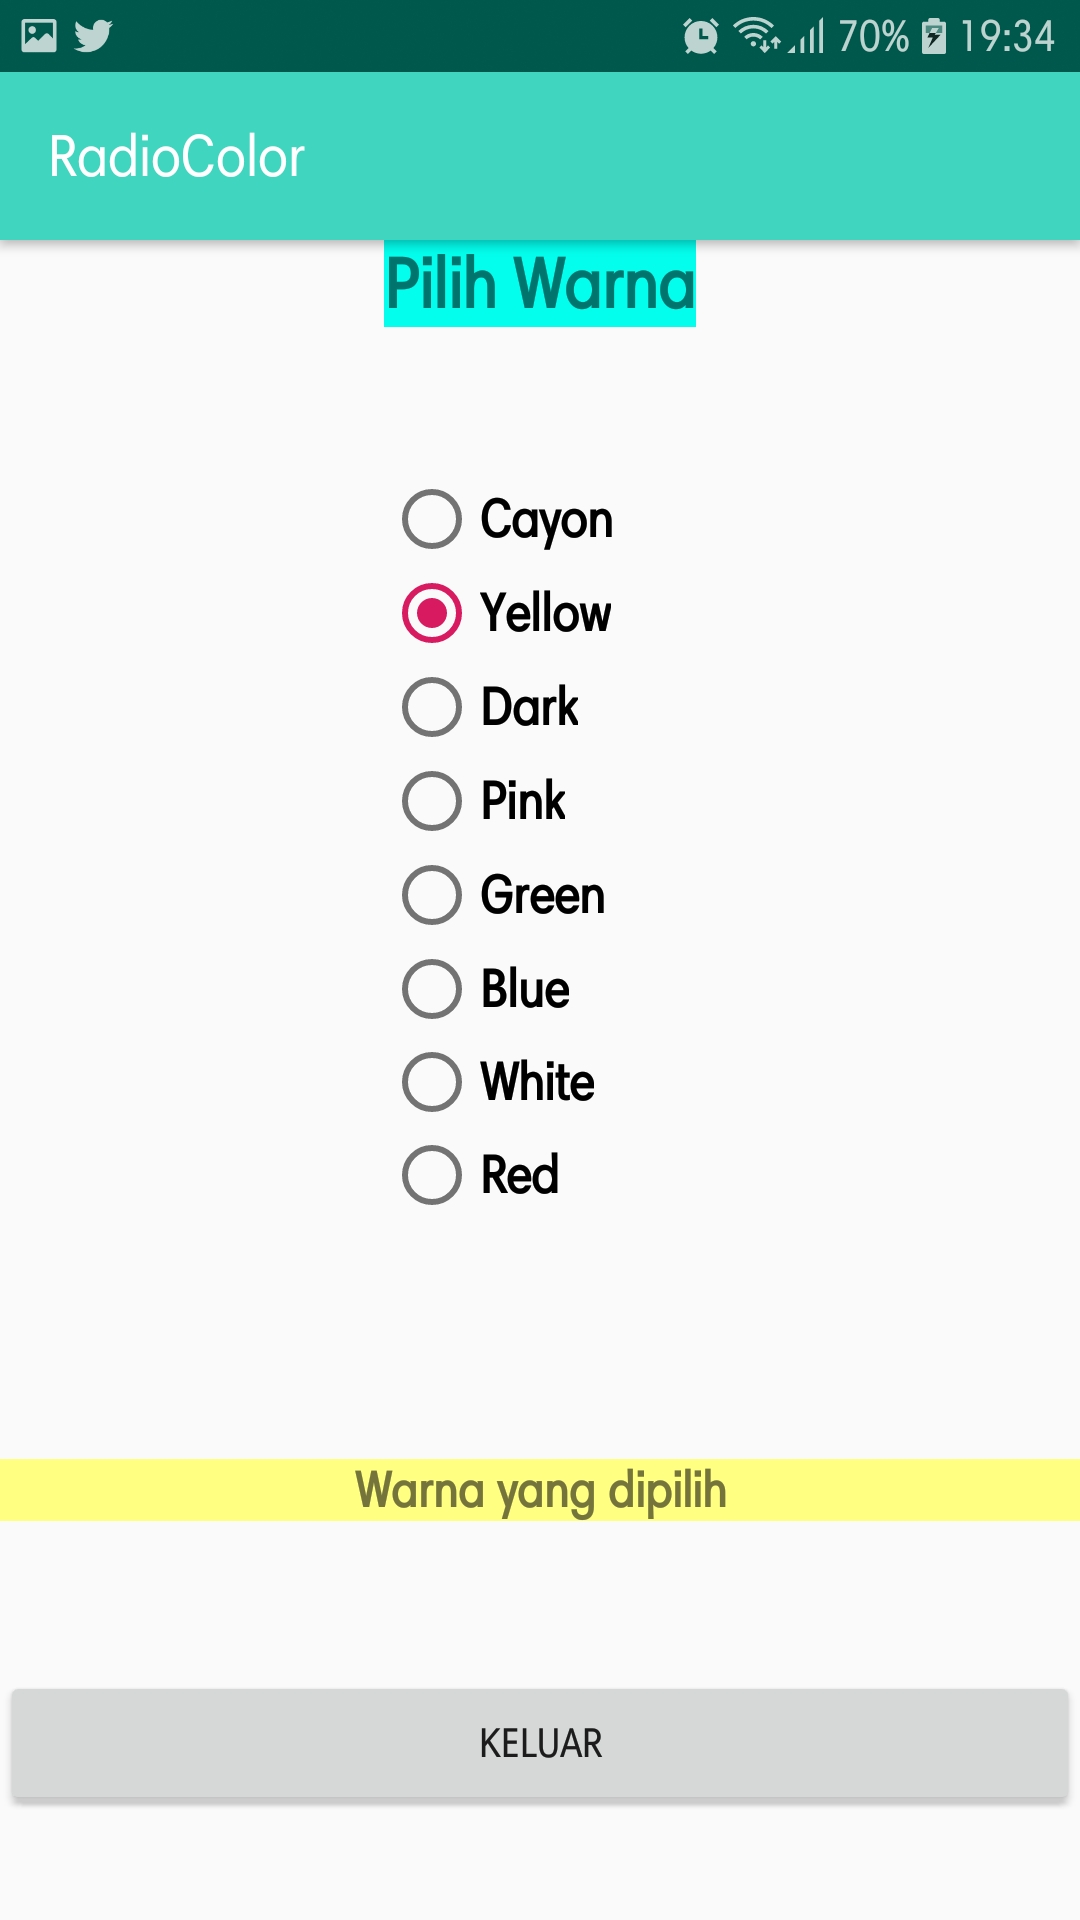 70% 19:34
RadioColor
Pilih Warna
Cayon
Yellow
Dark
Pink
Green
Blue
White
Red
Warna yang dipilih
KELUAR